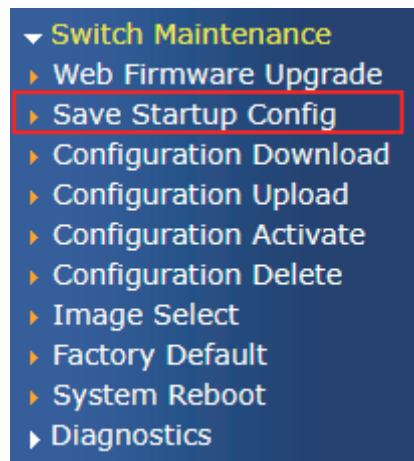 Switch Maintenance
Web Firmware Upgrade
Save Startup Config
Configuration Download
Configuration Upload
Configuration Activate
Configuration Delete
Image Select
Factory Default
System Reboot
Diagnostics